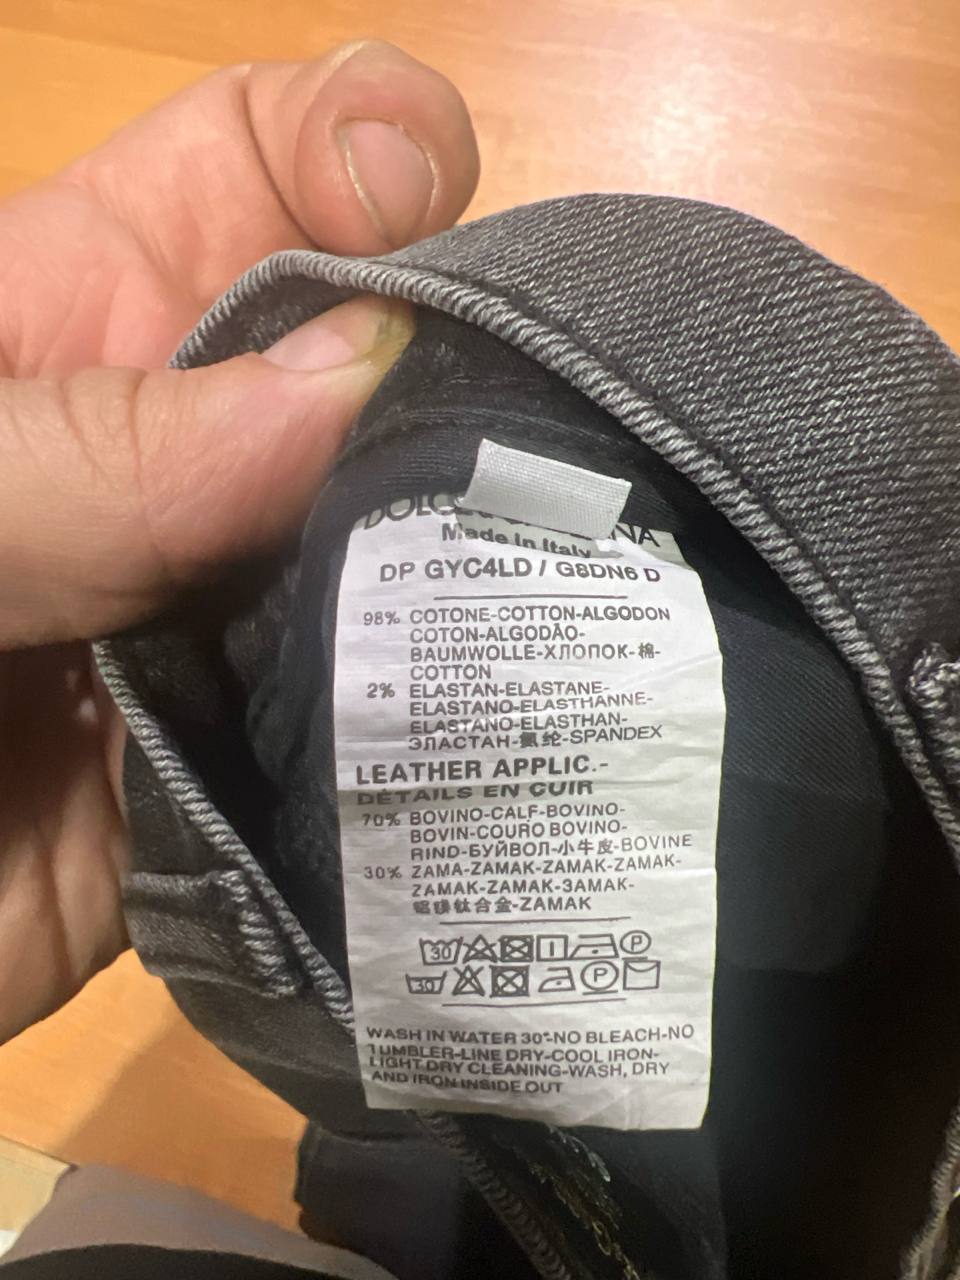 DOLCE
NA
Made in Italy
DP GYC4LD / G8DN6 D
98% COTONE-COTTON-ALGODON
COTON-ALGODÃO-
BAUMWOLLE-ХЛОПОК-棉-
COTTON
2% ELASTAN-ELASTANE-
ELASTANO-ELASTHANNE-
ELASTANO-ELASTHAN-
ЭЛАСТАН-氨纶-SPANDEX
LEATHER APPLIC.-
DÉTAILS EN CUIR
70% BOVINO-CALF-BOVINO-
BOVIN-COURO BOVINO-
RIND-БУЙВОЛ-小牛皮-BOVINE
30% ZAMA-ZAMAK-ZAMAK-ZAMAK-
ZAMAK-ZAMAK-ЗАМАК-
铝镁钛合金-ZAMAK
30 P
30 P
WASH IN WATER 30°-NO BLEACH-NO
TUMBLER-LINE DRY-COOL IRON-
LIGHT DRY CLEANING-WASH, DRY
AND IRON INSIDE OUT